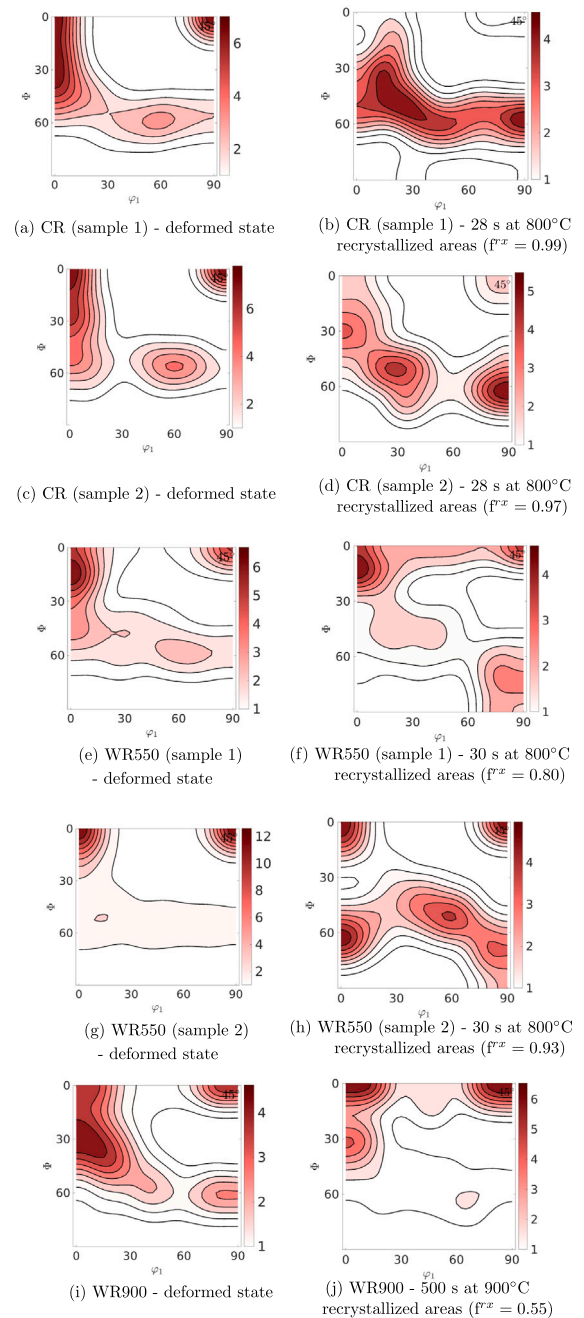 0
30
60
Φ
0 30 60 90
φ1
45°
6
4
2
(a) CR (sample 1) - deformed state
0
30
60
0 30 60 90
φ1
45°
4
3
2
1
(b) CR (sample 1) - 28 s at 800°C
recrystallized areas (f^rx = 0.99)
0
30
60
Φ
0 30 60 90
φ1
45°
6
4
2
(c) CR (sample 2) - deformed state
0
30
60
0 30 60 90
45°
5
4
3
2
1
(d) CR (sample 2) - 28 s at 800°C
recrystallized areas (f^rx = 0.97)
0
30
60
Φ
0 30 60 90
φ1
45°
6
5
4
3
2
1
(e) WR550 (sample 1)
- deformed state
0
30
60
Φ
0 30 60 90
φ1
45°
4
3
2
1
(f) WR550 (sample 1) - 30 s at 800°C
recrystallized areas (f^rx = 0.80)
0
30
60
Φ
0 30 60 90
φ1
45°
12
10
8
6
4
2
(g) WR550 (sample 2)
- deformed state
0
30
60
Φ
0 30 60 90
φ1
45°
4
3
2
1
(h) WR550 (sample 2) - 30 s at 800°C
recrystallized areas (f^rx = 0.93)
0
30
60
Φ
0 30 60 90
φ1
45°
4
3
2
1
(i) WR900 - deformed state
0
30
60
Φ
0 30 60 90
φ1
45°
6
5
4
3
2
1
(j) WR900 - 500 s at 900°C
recrystallized areas (f^rx = 0.55)